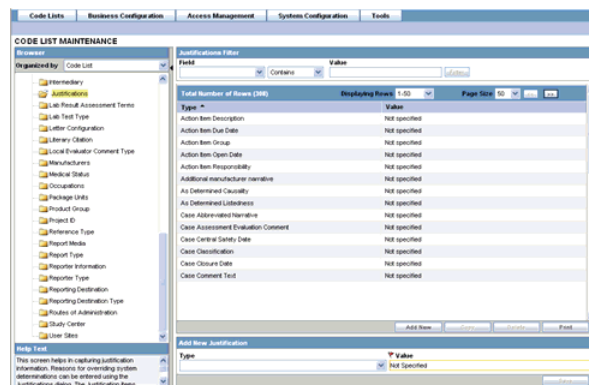 Code Lists Business Configuration Access Management System Configuration Tools
CODE LIST MAINTENANCE
Browser
Organized by Code List
Intermediary
Justifications
Lab Result Assessment Terms
Lab Test Type
Letter Configuration
Literary Citation
Local Evaluator Comment Type
Manufacturers
Medical Status
Occupations
Package Units
Product Group
Project ID
Reference Type
Report Media
Report Type
Reporter Information
Reporter Type
Reporting Destination
Reporting Destination Type
Routes of Administration
Study Center
User Sites
Help Text
This screen helps in capturing justification
information. Reasons for overriding system
determinations can be entered using the
Justifications dialog. The Justification items
Justifications Filter
Field Value
Contains
Total Number of Rows (388) Displaying Rows 1-50 Page Size 50
Type Value
Action Item Description Not specified
Action Item Due Date Not specified
Action Item Group Not specified
Action Item Open Date Not specified
Action Item Responsibility Not specified
Additional manufacturer narrative Not specified
As Determined Causality Not specified
As Determined Listedness Not specified
Case Abbreviated Narrative Not specified
Case Assessment Evaluation Comment Not specified
Case Central Safety Date Not specified
Case Classification Not specified
Case Closure Date Not specified
Case Comment Text Not specified
Add New Copy Delete Print
Add New Justification
Type Value
Not Specified